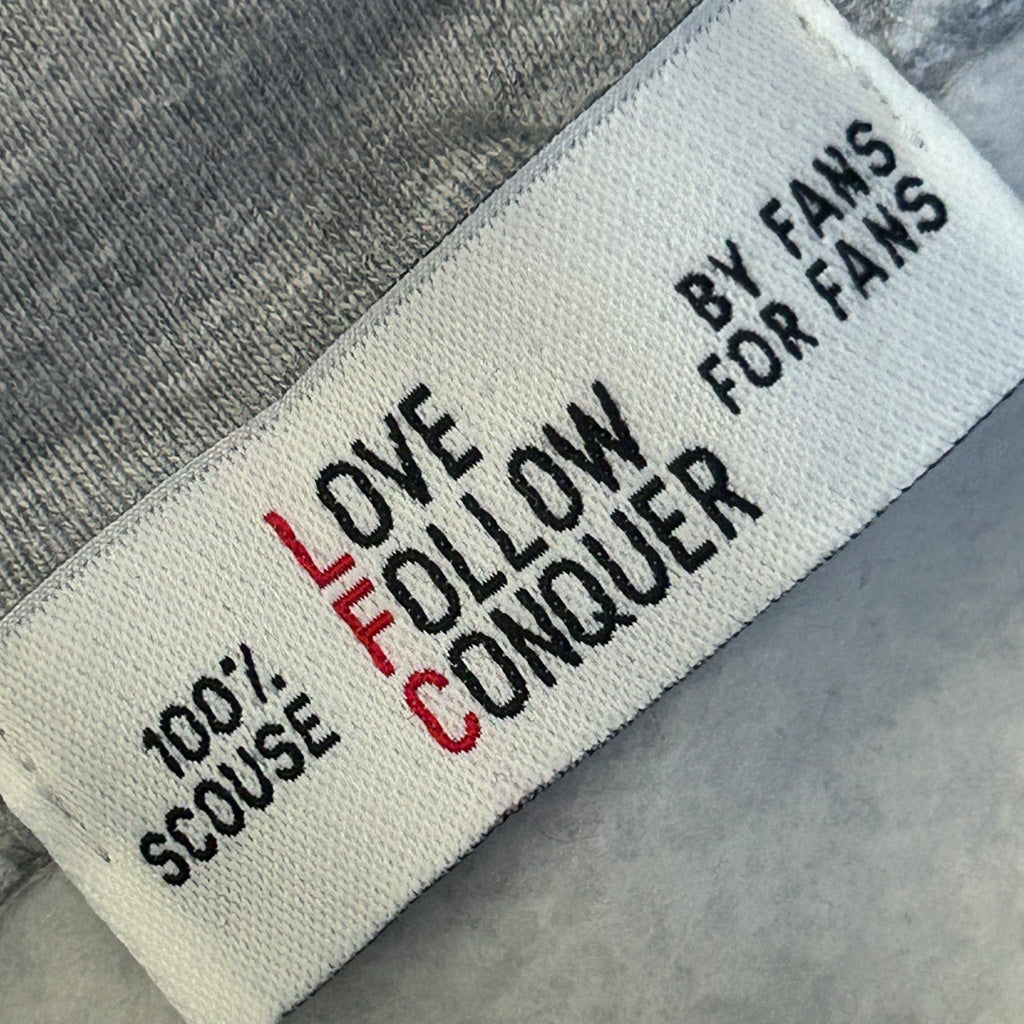 100%
SCOUSE
LOVE
FOLLOW
CONQUER
BY FANS
FOR FANS